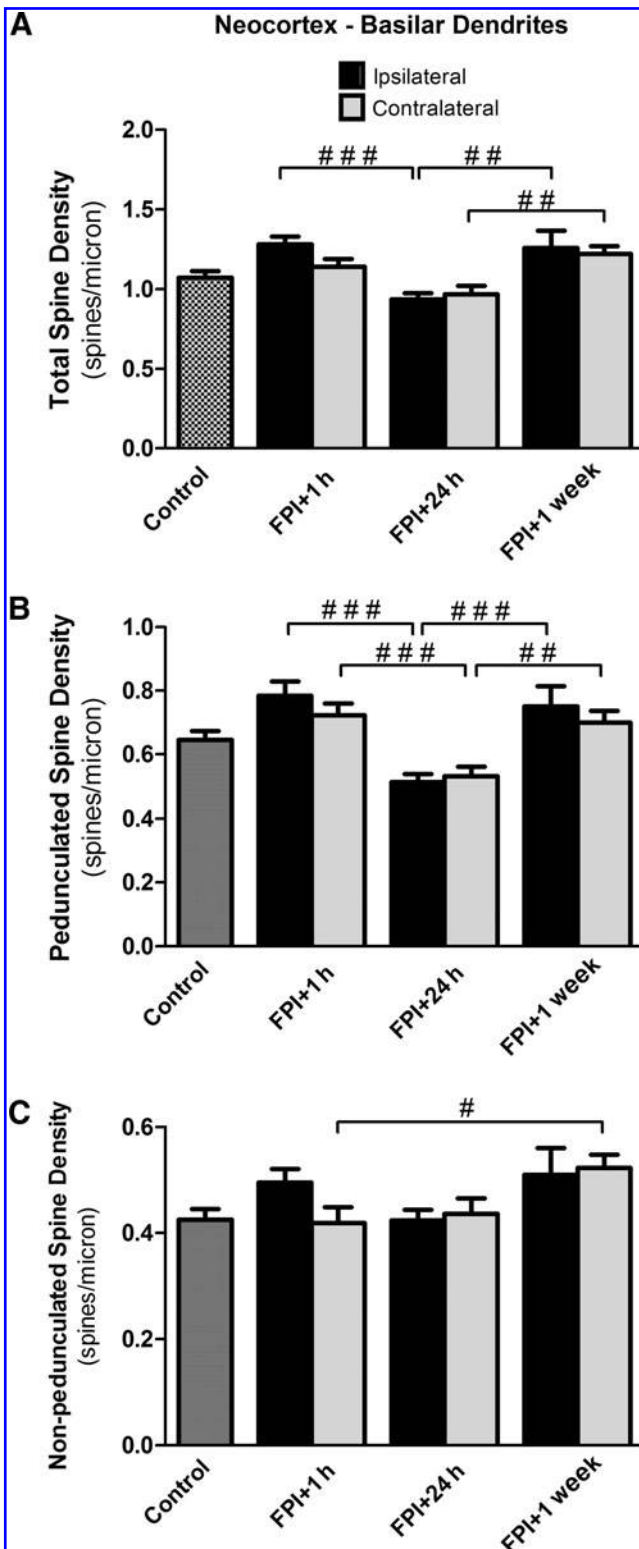 A
Neocortex - Basilar Dendrites
Ipsilateral
Contralateral
Total Spine Density
(spines/micron)
2.0
1.5
1.0
0.5
0.0
# # #
# #
# #
Control
FPI+1 h
FPI+24 h
FPI+1 week
B
Pedunculated Spine Density
(spines/micron)
1.0
0.8
0.6
0.4
0.2
0.0
# # #
# # #
# # #
# #
Control
FPI+1h
FPI+24 h
FPI+1 week
C
Non-pedunculated Spine Density
(spines/micron)
0.6
0.4
0.2
0.0
#
Control
FPI+1 h
FPI+24 h
FPI+1 week